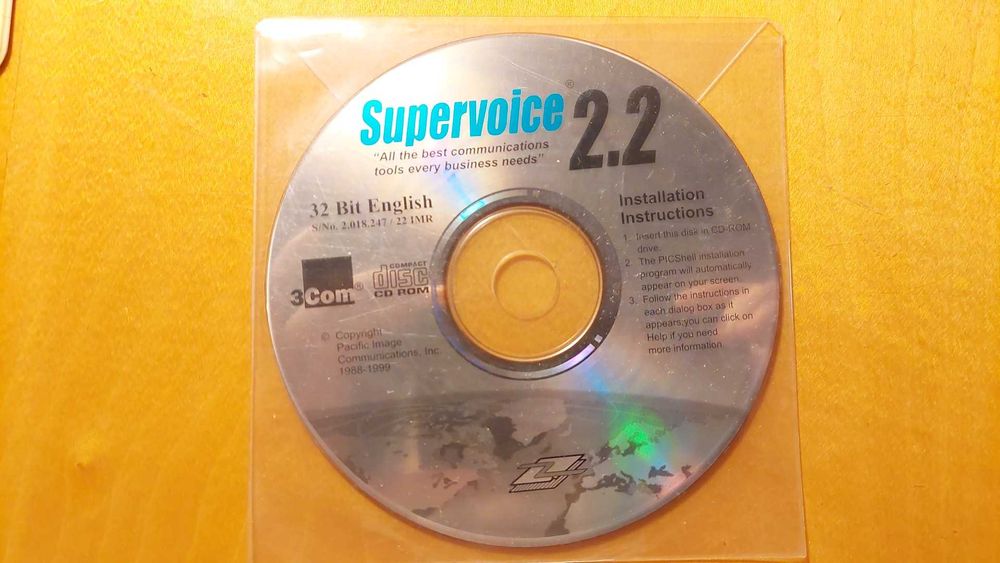 Supervoice® 2.2
"All the best communications
tools every business needs"
32 Bit English
S/No. 2.018.247 / 22 IMR
3Com®
COMPACT
disc
CD ROM
© Copyright
Pacific Image
Communications, Inc.
1988-1999
Installation
Instructions
1. Insert this disk in CD-ROM
drive.
2. The PICShell installation
program will automatically
appear on your screen.
3. Follow the instructions in
each dialog box as it
appears,you can click on
Help if you need
more information.